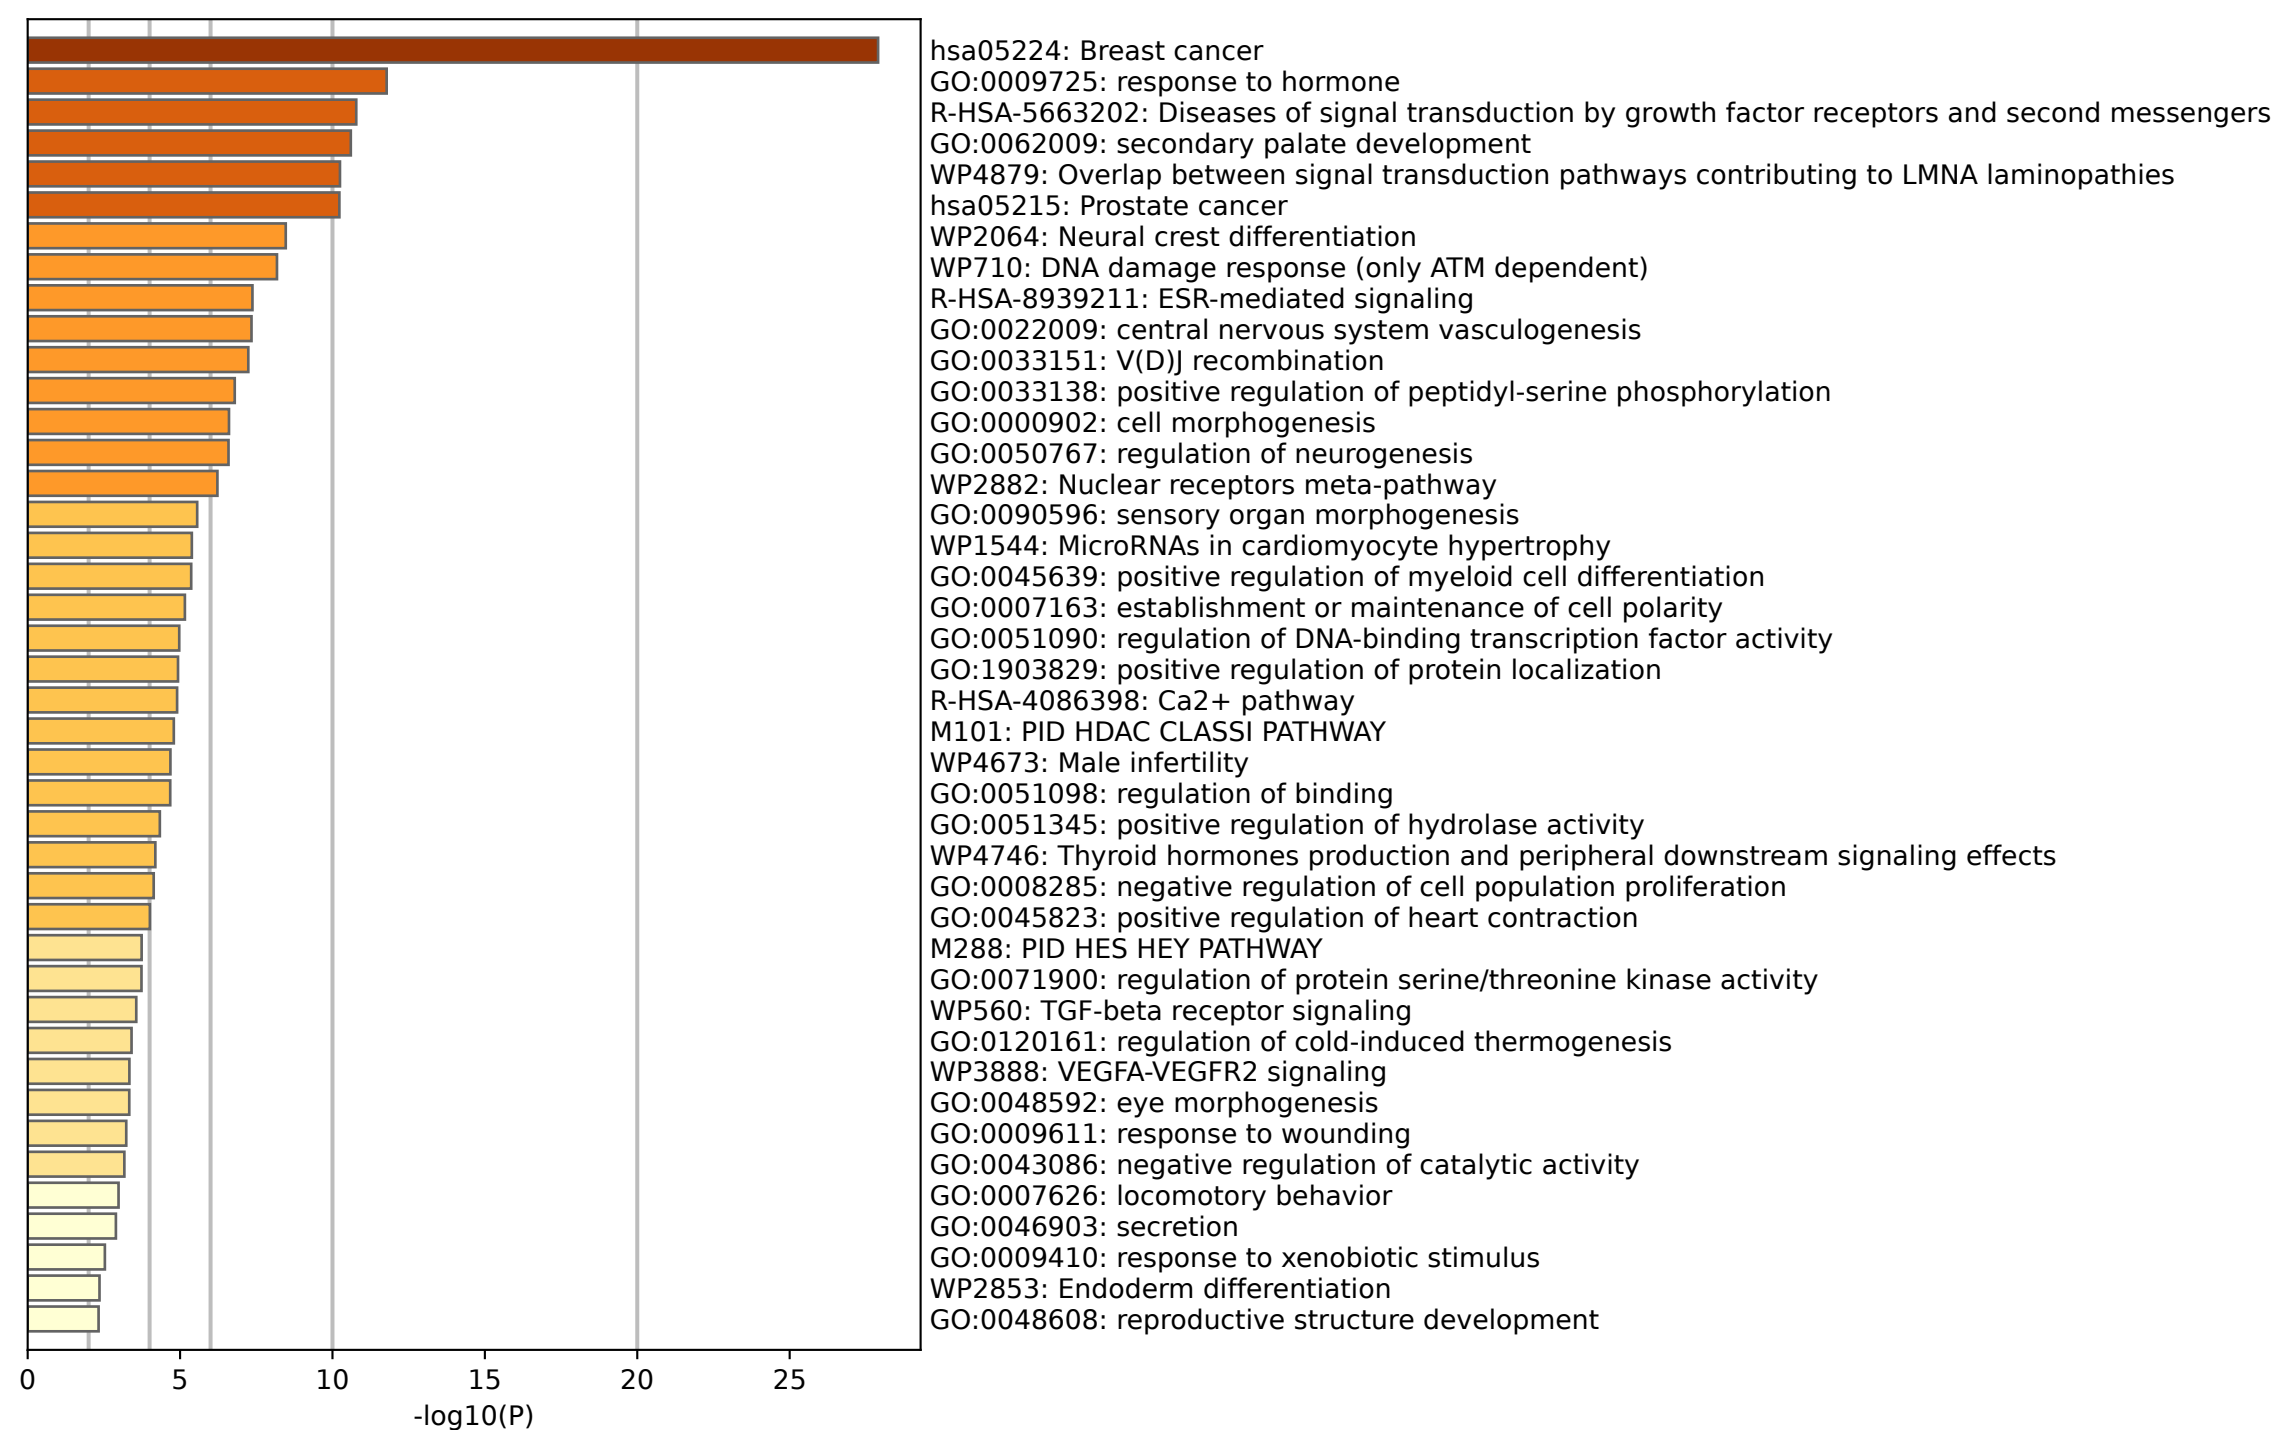 hsa05224: Breast cancer
GO:0009725: response to hormone
R-HSA-5663202: Diseases of signal transduction by growth factor receptors and second messengers
GO:0062009: secondary palate development
WP4879: Overlap between signal transduction pathways contributing to LMNA laminopathies
hsa05215: Prostate cancer
WP2064: Neural crest differentiation
WP710: DNA damage response (only ATM dependent)
R-HSA-8939211: ESR-mediated signaling
GO:0022009: central nervous system vasculogenesis
GO:0033151: V(D)J recombination
GO:0033138: positive regulation of peptidyl-serine phosphorylation
GO:0000902: cell morphogenesis
GO:0050767: regulation of neurogenesis
WP2882: Nuclear receptors meta-pathway
GO:0090596: sensory organ morphogenesis
WP1544: MicroRNAs in cardiomyocyte hypertrophy
GO:0045639: positive regulation of myeloid cell differentiation
GO:0007163: establishment or maintenance of cell polarity
GO:0051090: regulation of DNA-binding transcription factor activity
GO:1903829: positive regulation of protein localization
R-HSA-4086398: Ca2+ pathway
M101: PID HDAC CLASSI PATHWAY
WP4673: Male infertility
GO:0051098: regulation of binding
GO:0051345: positive regulation of hydrolase activity
WP4746: Thyroid hormones production and peripheral downstream signaling effects
GO:0008285: negative regulation of cell population proliferation
GO:0045823: positive regulation of heart contraction
M288: PID HES HEY PATHWAY
GO:0071900: regulation of protein serine/threonine kinase activity
WP560: TGF-beta receptor signaling
GO:0120161: regulation of cold-induced thermogenesis
WP3888: VEGFA-VEGFR2 signaling
GO:0048592: eye morphogenesis
GO:0009611: response to wounding
GO:0043086: negative regulation of catalytic activity
GO:0007626: locomotory behavior
GO:0046903: secretion
GO:0009410: response to xenobiotic stimulus
WP2853: Endoderm differentiation
GO:0048608: reproductive structure development
0 5 10 15 20 25
-log10(P)